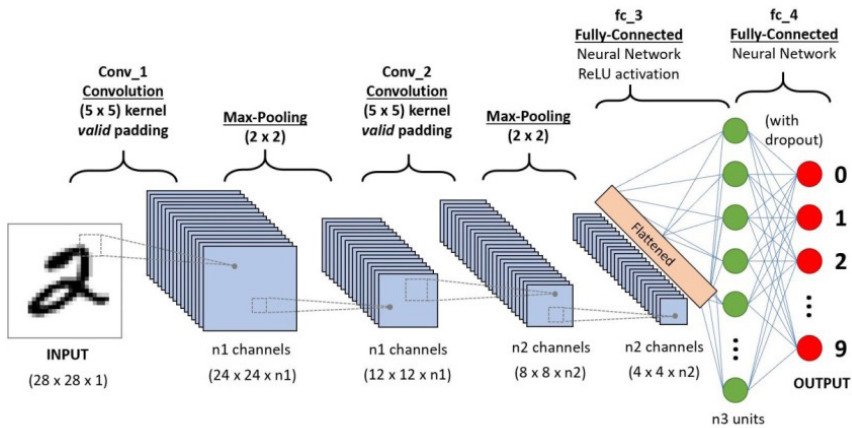 Conv_1
Convolution
(5 x 5) kernel
valid padding
Max-Pooling
(2 x 2)
Conv_2
Convolution
(5 x 5) kernel
valid padding
Max-Pooling
(2 x 2)
fc_3
Fully-Connected
Neural Network
ReLU activation
fc_4
Fully-Connected
Neural Network
(with
dropout)
2
INPUT
(28 x 28 x 1)
n1 channels
(24 x 24 x n1)
n1 channels
(12 x 12 x n1)
n2 channels
(8 x 8 x n2)
n2 channels
(4 x 4 x n2)
Flattened
n3 units
0
1
2
9
OUTPUT